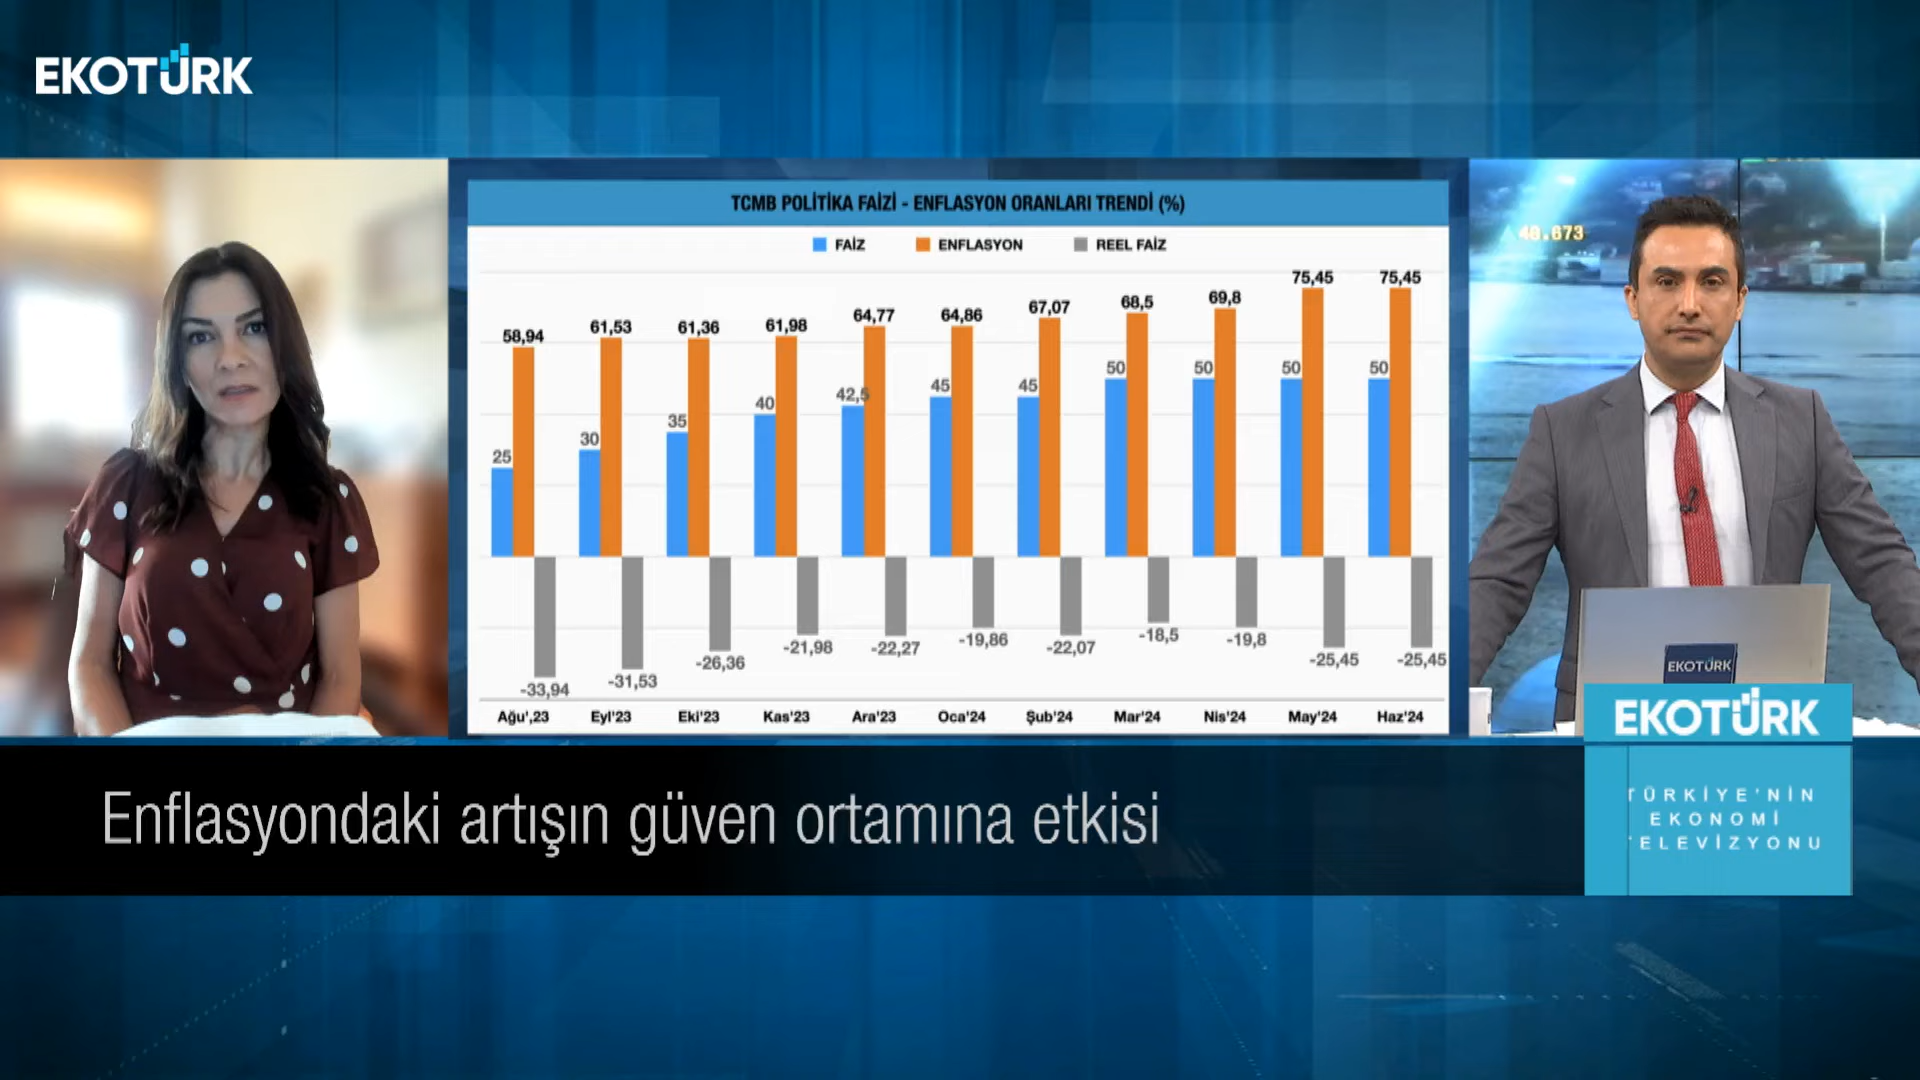 EKOTÜRK
TCMB POLİTİKA FAİZİ - ENFLASYON ORANLARI TRENDİ (%)
FAİZ ENFLASYON REEL FAİZ
58,94 61,53 61,36 61,98 64,77 64,86 67,07 68,5 69,8 75,45 75,45
25 30 35 40 42,5 45 45 50 50 50 50
-33,94 -31,53 -26,36 -21,98 -22,27 -19,86 -22,07 -18,5 -19,8 -25,45 -25,45
Ağu',23 Eyl'23 Eki'23 Kas'23 Ara'23 Oca'24 Şub'24 Mar'24 Nis'24 May'24 Haz'24
EKOTÜRK
EKOTÜRK
TÜRKİYE'NİN
EKONOMİ
TELEVİZYONU
Enflasyondaki artışın güven ortamına etkisi